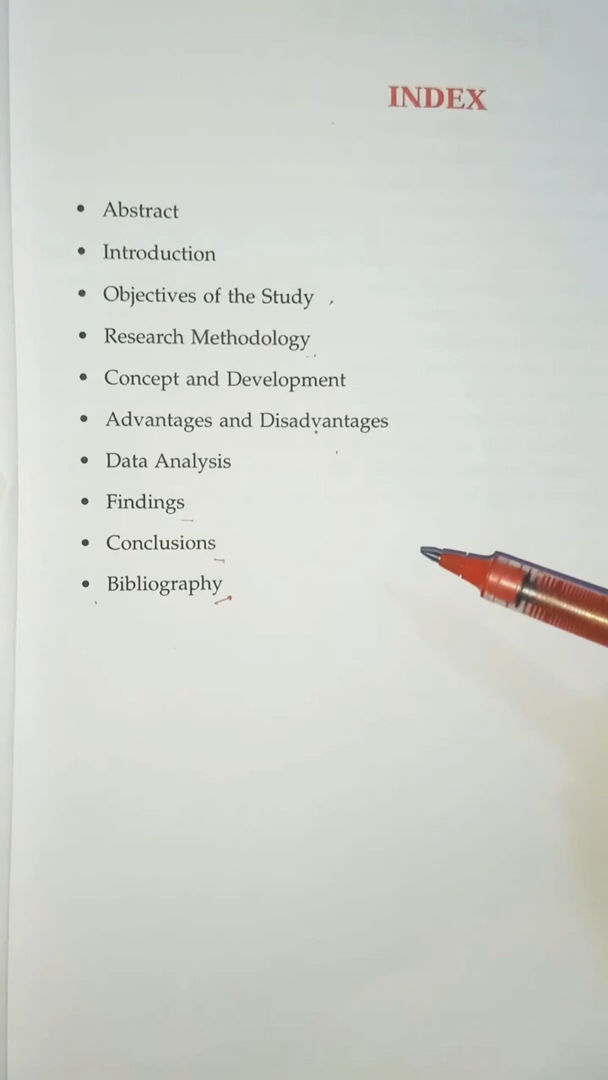 INDEX
• Abstract
• Introduction
• Objectives of the Study
• Research Methodology
• Concept and Development
• Advantages and Disadvantages
• Data Analysis
• Findings
• Conclusions
• Bibliography